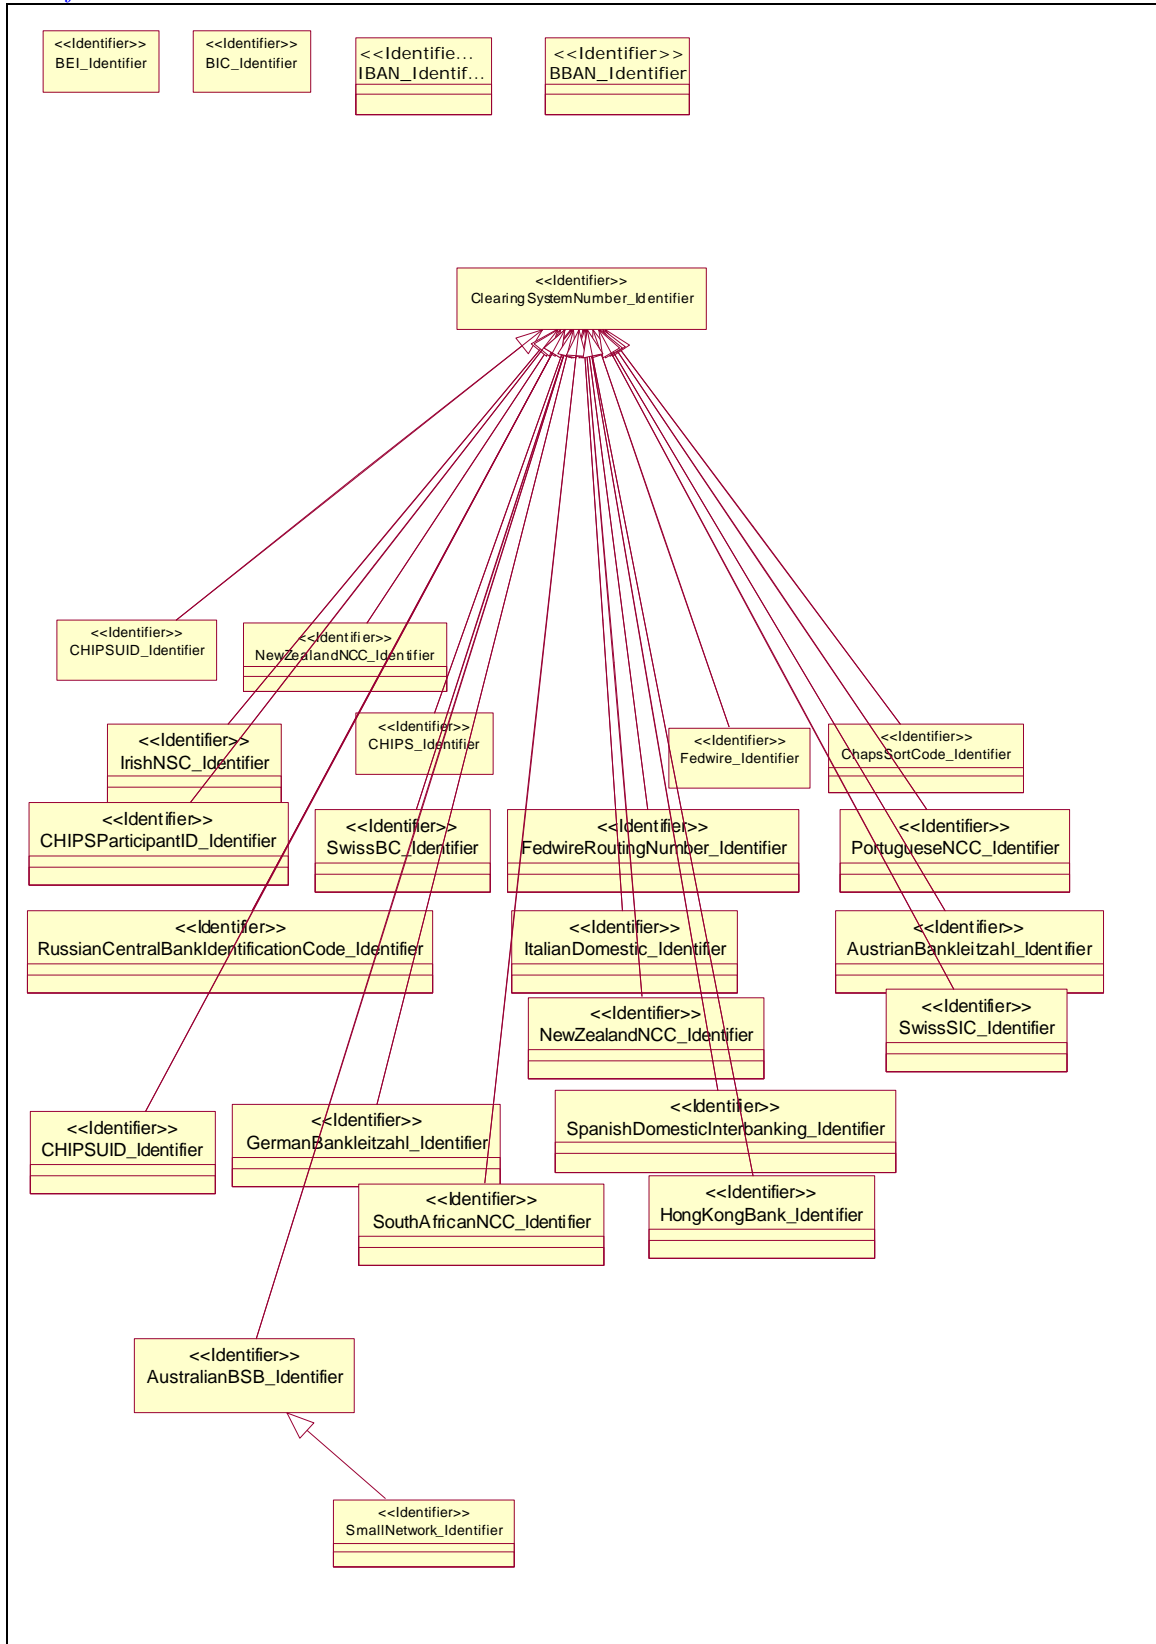 <<Identifier>>
BEI_Identifier
<<Identifier>>
BIC_Identifier
<<Identifie...
IBAN_Identif...
<<Identifier>>
BBAN_Identifier
<<Identifier>>
ClearingSystemNumber_Identifier
<<Identifier>>
CHIPSUID_Identifier
<<Identifier>>
NewZealandNCC_Identifier
<<Identifier>>
IrishNSC_Identifier
<<Identifier>>
CHIPS_Identifier
<<Identifier>>
Fedwire_Identifier
<<Identifier>>
ChapsSortCode_Identifier
<<Identifier>>
CHIPSParticipantID_Identifier
<<Identifier>>
SwissBC_Identifier
<<Identifier>>
FedwireRoutingNumber_Identifier
<<Identifier>>
PortugueseNCC_Identifier
<<Identifier>>
RussianCentralBankIdentificationCode_Identifier
<<Identifier>>
ItalianDomestic_Identifier
<<Identifier>>
AustrianBankleitzahl_Identifier
<<Identifier>>
NewZealandNCC_Identifier
<<Identifier>>
SwissSIC_Identifier
<<Identifier>>
CHIPSUID_Identifier
<<Identifier>>
GermanBankleitzahl_Identifier
<<Identifier>>
SpanishDomesticInterbanking_Identifier
<<Identifier>>
SouthAfricanNCC_Identifier
<<Identifier>>
HongKongBank_Identifier
<<Identifier>>
AustralianBSB_Identifier
<<Identifier>>
SmallNetwork_Identifier